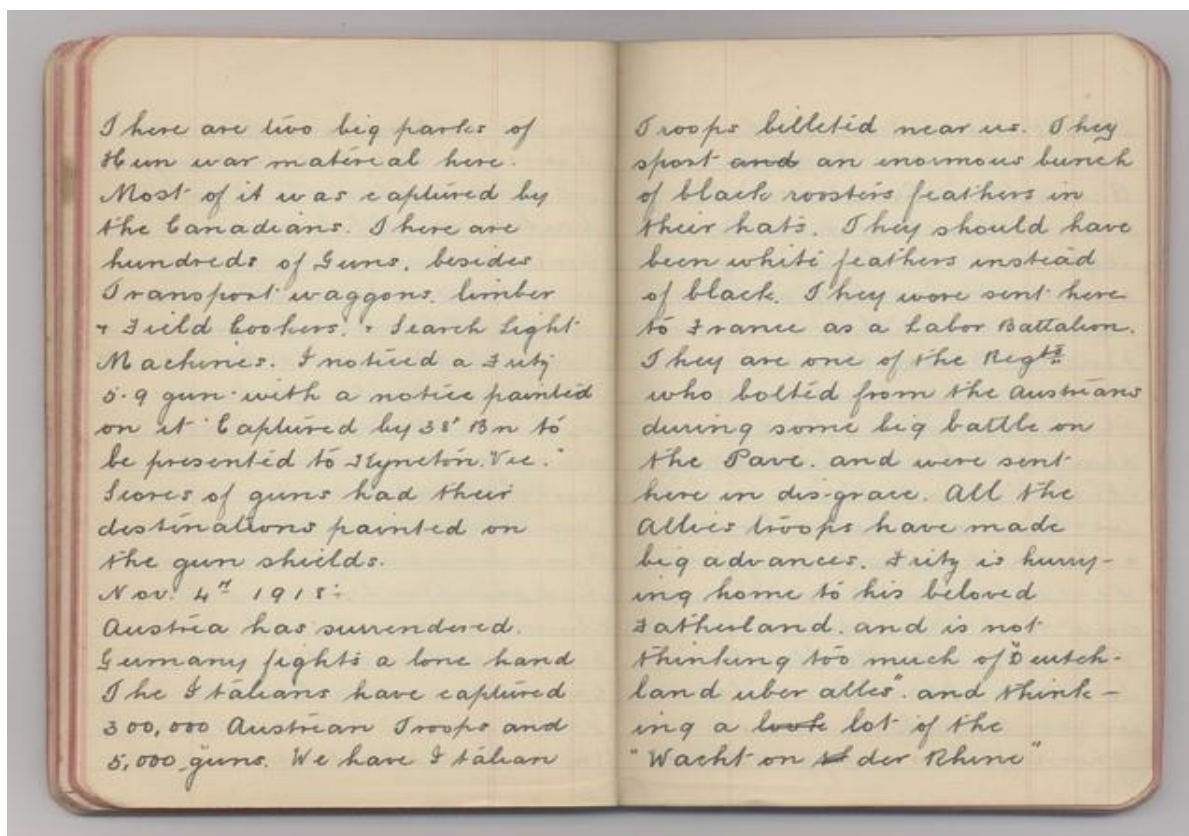 There are two big parks of
Hun war material here.
Most of it was captured by
the Canadians. There are
hundreds of Guns, besides
Transport waggons, limber
+ Field Cookers, + Search Light
Machines. I noticed a Fritz
5.9 gun with a notice painted
on it "Captured by 38th Bn to
be presented to Kyneton. Vic."
Scores of guns had their
destinations painted on
the gun shields.
Nov. 4th 1918:
Austria has surrendered.
Germany fights a lone hand
The Italians have captured
300,000 Austrian Troops and
5,000 guns. We have Italian
Troops billeted near us. They
sport and an enormous bunch
of black roosters feathers in
their hats. They should have
been white feathers instead
of black. They were sent here
to France as a Labor Battalion.
They are one of the Regts
who bolted from the Austrians
during some big battle on
the Pave. and were sent
here in dis-grace. All the
Allies troops have made
big advances. Fritz is hurry-
ing home to his beloved
Fatherland. and is not
thinking too much of "Deutch-
land uber alles". and think-
ing a look lot of the
"Wacht on der Rhine"